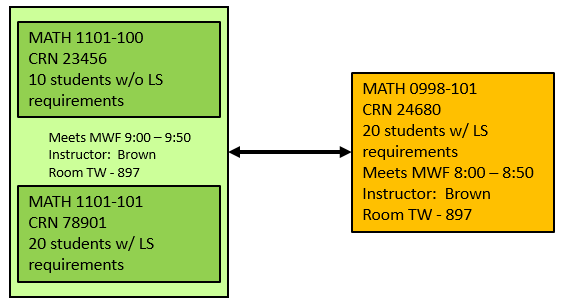 MATH 1101-100
CRN 23456
10 students w/o LS
requirements
Meets MWF 9:00 – 9:50
Instructor:  Brown
Room TW - 897
MATH 1101-101
CRN 78901
20 students w/ LS
requirements
MATH 0998-101
CRN 24680
20 students w/ LS
requirements
Meets MWF 8:00 – 8:50
Instructor:  Brown
Room TW - 897